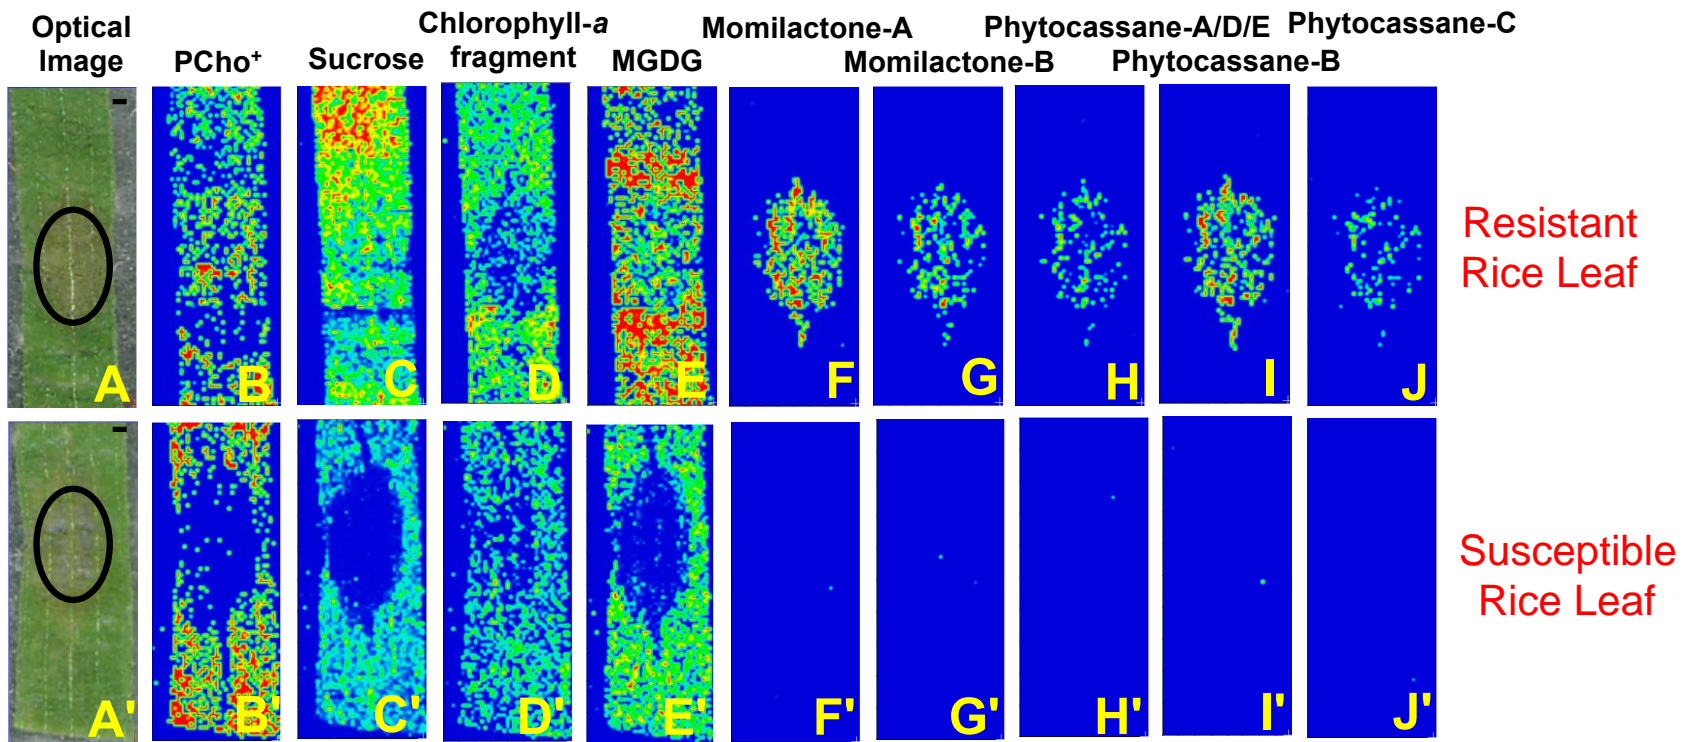 Optical
Image
PCho⁺
Sucrose
Chlorophyll-a
fragment
MGDG
Momilactone-A
Momilactone-B
Phytocassane-A/D/E
Phytocassane-B
Phytocassane-C
A
B
C
D
E
F
G
H
I
J
Resistant
Rice Leaf
A'
B'
C'
D'
E'
F'
G'
H'
I'
J'
Susceptible
Rice Leaf